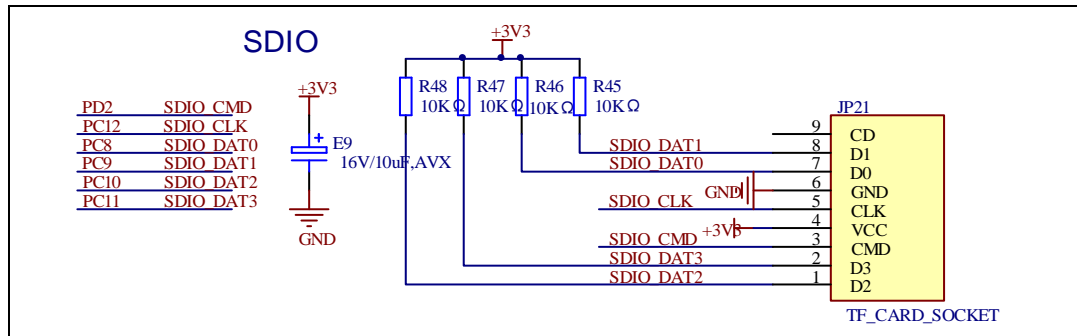 SDIO
+3V3
R48 R47 R46 R45
10KΩ 10KΩ 10KΩ 10KΩ
+3V3
PD2 SDIO_CMD
PC12 SDIO_CLK
PC8 SDIO_DAT0
PC9 SDIO_DAT1
PC10 SDIO_DAT2
PC11 SDIO_DAT3
+
E9
16V/10uF,AVX
GND
JP21
9 CD
SDIO_DAT1 8 D1
SDIO_DAT0 7 D0
GND 6 GND
SDIO_CLK 5 CLK
+3V3 4 VCC
SDIO_CMD 3 CMD
SDIO_DAT3 2 D3
SDIO_DAT2 1 D2
TF_CARD_SOCKET